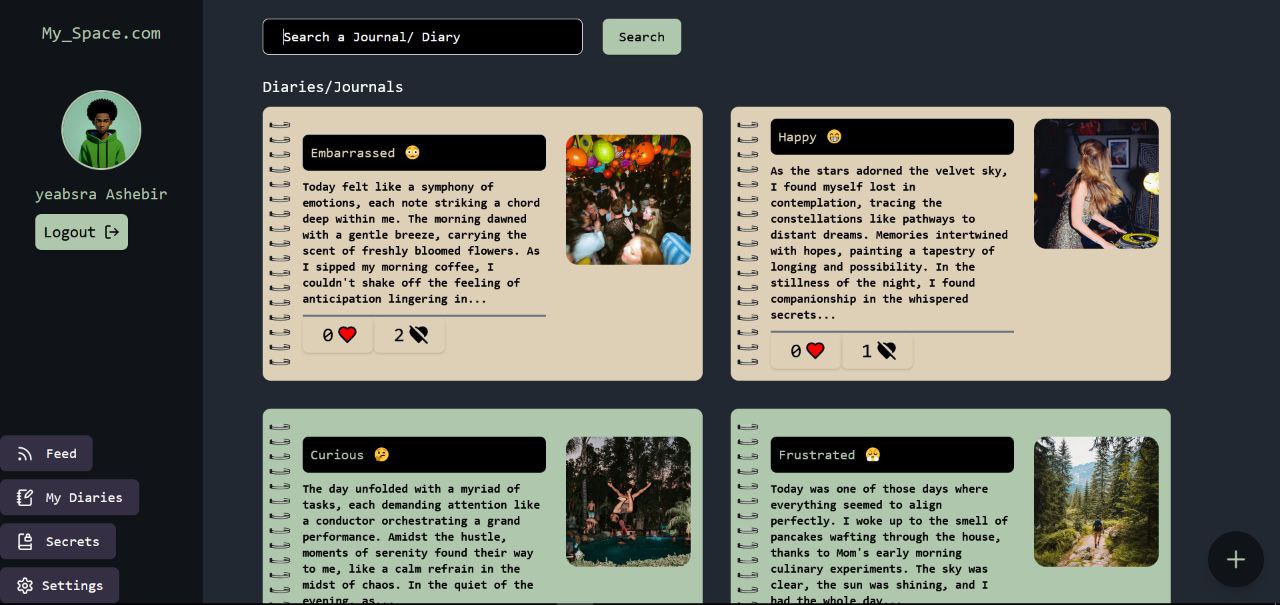 My_Space.com
yeabsra Ashebir
Logout
Feed
My Diaries
Secrets
Settings
Search a Journal/ Diary
Search
Diaries/Journals
Embarrassed 😳
Today felt like a symphony of
emotions, each note striking a chord
deep within me. The morning dawned
with a gentle breeze, carrying the
scent of freshly bloomed flowers. As
I sipped my morning coffee, I
couldn't shake off the feeling of
anticipation lingering in...
0
2
Happy 😁
As the stars adorned the velvet sky,
I found myself lost in
contemplation, tracing the
constellations like pathways to
distant dreams. Memories intertwined
with hopes, painting a tapestry of
longing and possibility. In the
stillness of the night, I found
companionship in the whispered
secrets...
0
1
Curious 🤔
The day unfolded with a myriad of
tasks, each demanding attention like
a conductor orchestrating a grand
performance. Amidst the hustle,
moments of serenity found their way
to me, like a calm refrain in the
midst of chaos. In the quiet of the
evening, as...
Frustrated 😤
Today was one of those days where
everything seemed to align
perfectly. I woke up to the smell of
pancakes wafting through the house,
thanks to Mom's early morning
culinary experiments. The sky was
clear, the sun was shining, and I
had the whole day...